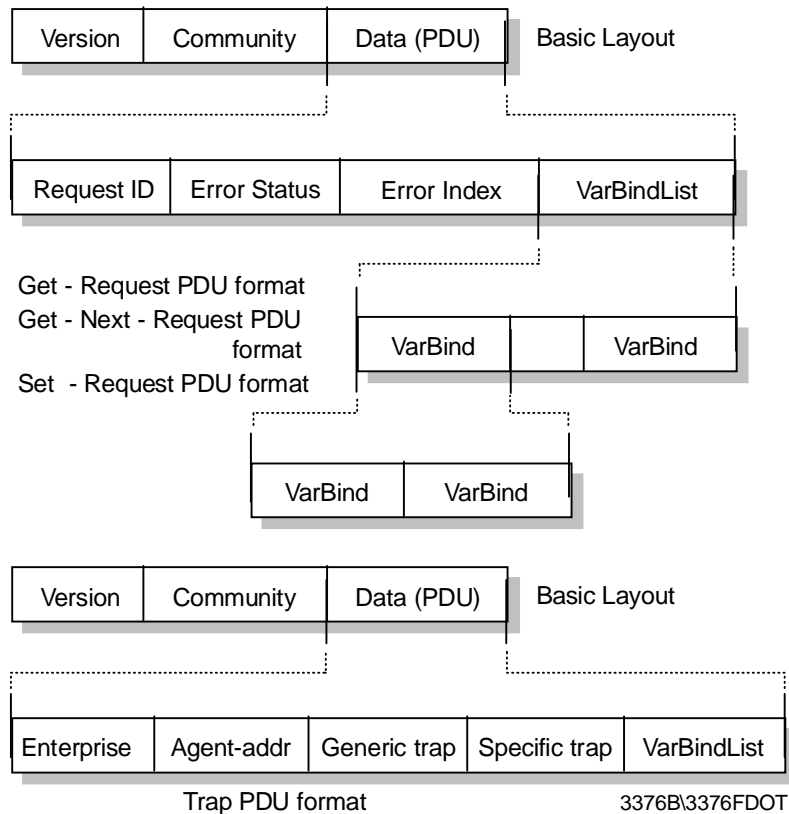 Version Community Data (PDU) Basic Layout
Request ID Error Status Error Index VarBindList
Get - Request PDU format
Get - Next - Request PDU
format
Set - Request PDU format
VarBind VarBind
VarBind VarBind
Version Community Data (PDU) Basic Layout
Enterprise Agent-addr Generic trap Specific trap VarBindList
Trap PDU format 3376B\3376FDOT